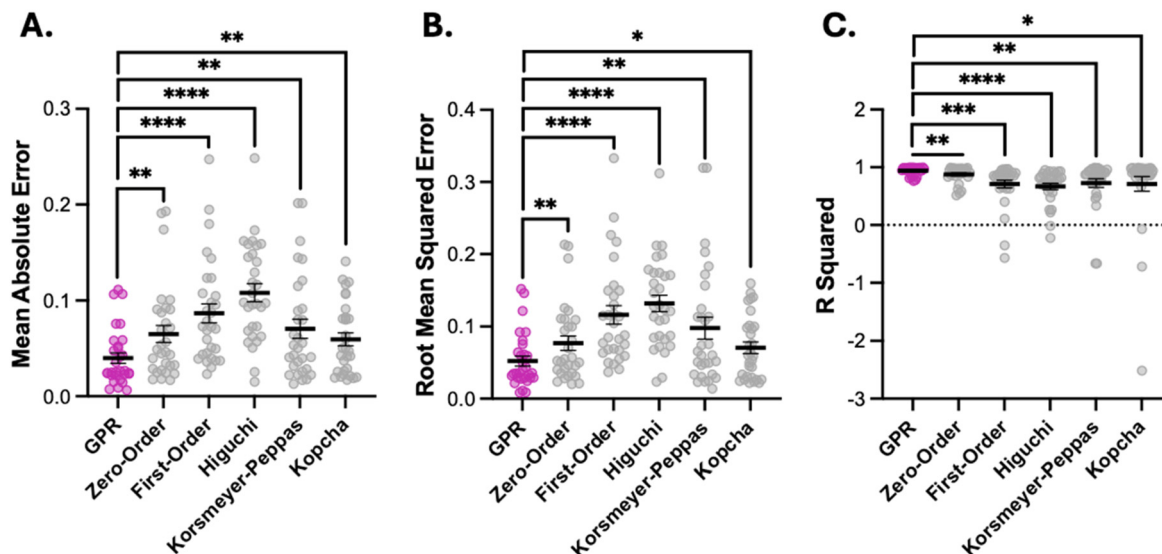 A.
**
**
****
****
**
Mean Absolute Error
0.3
0.2
0.1
0.0
GPR
Zero-Order
First-Order
Higuchi
Korsmeyer-Peppas
Kopcha
B.
*
**
****
****
**
Root Mean Squared Error
0.4
0.3
0.2
0.1
0.0
GPR
Zero-Order
First-Order
Higuchi
Korsmeyer-Peppas
Kopcha
C.
*
**
****
***
**
R Squared
2
1
0
-1
-2
-3
GPR
Zero-Order
First-Order
Higuchi
Korsmeyer-Peppas
Kopcha